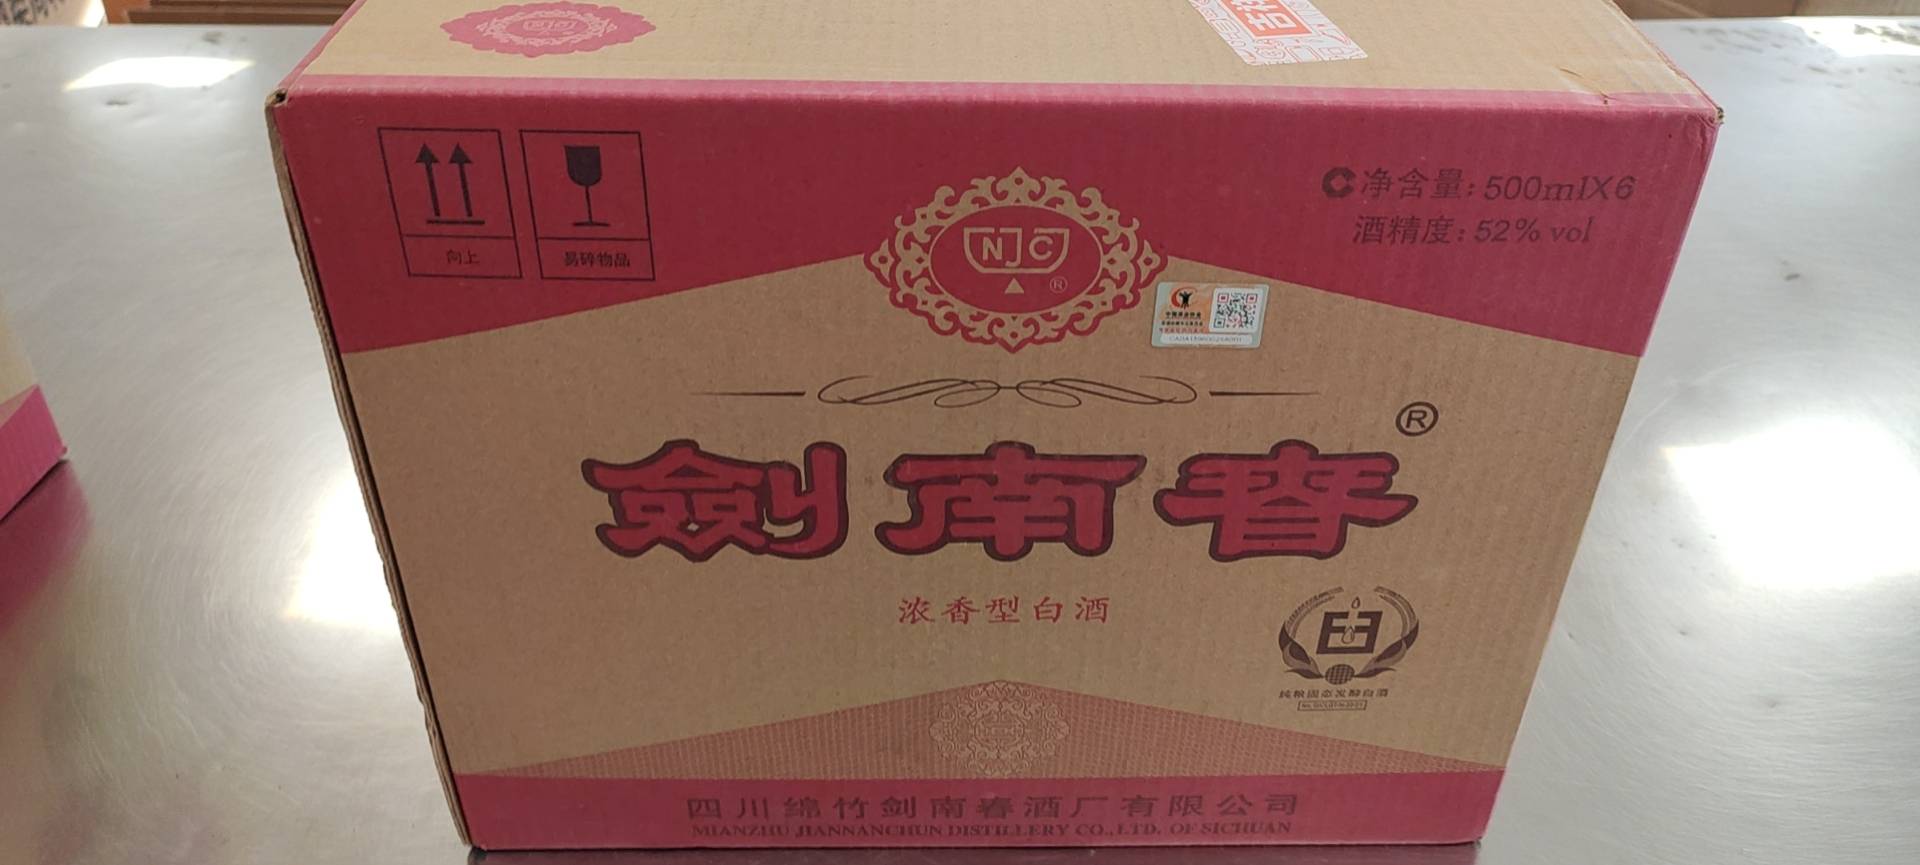 净含量: 500mlX6
酒精度: 52% vol
向上
易碎物品
NJC
®
®
劍南春
浓香型白酒
纯粮固态发酵白酒
四川绵竹剑南春酒厂有限公司
MIANZHU JIANNANCHUN DISTILLERY CO.,LTD. OF SICHUAN